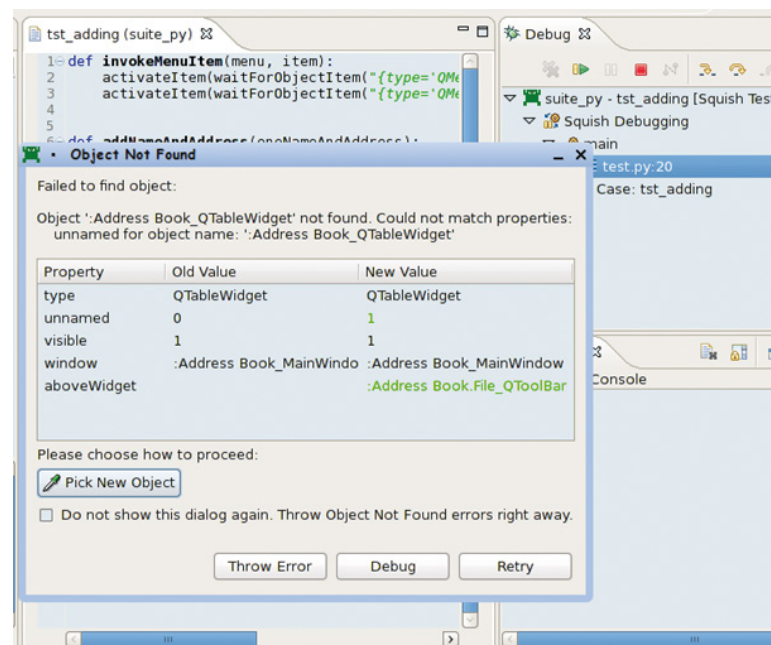 tst_adding (suite_py)
1 def invokeMenuItem(menu, item):
2 activateItem(waitForObjectItem("{type='QMe
3 activateItem(waitForObjectItem("{type='QMe
4
5
6 def addNameAndAddress(oneNameAndAddress):
Debug
suite_py - tst_adding [Squish Tes
Squish Debugging
main
test.py:20
Case: tst_adding
Console
Object Not Found
Failed to find object:
Object ':Address Book_QTableWidget' not found. Could not match properties:
unnamed for object name: ':Address Book_QTableWidget'
Property Old Value New Value
type QTableWidget QTableWidget
unnamed 0 1
visible 1 1
window :Address Book_MainWindo :Address Book_MainWindow
aboveWidget :Address Book.File_QToolBar
Please choose how to proceed:
Pick New Object
Do not show this dialog again. Throw Object Not Found errors right away.
Throw Error Debug Retry